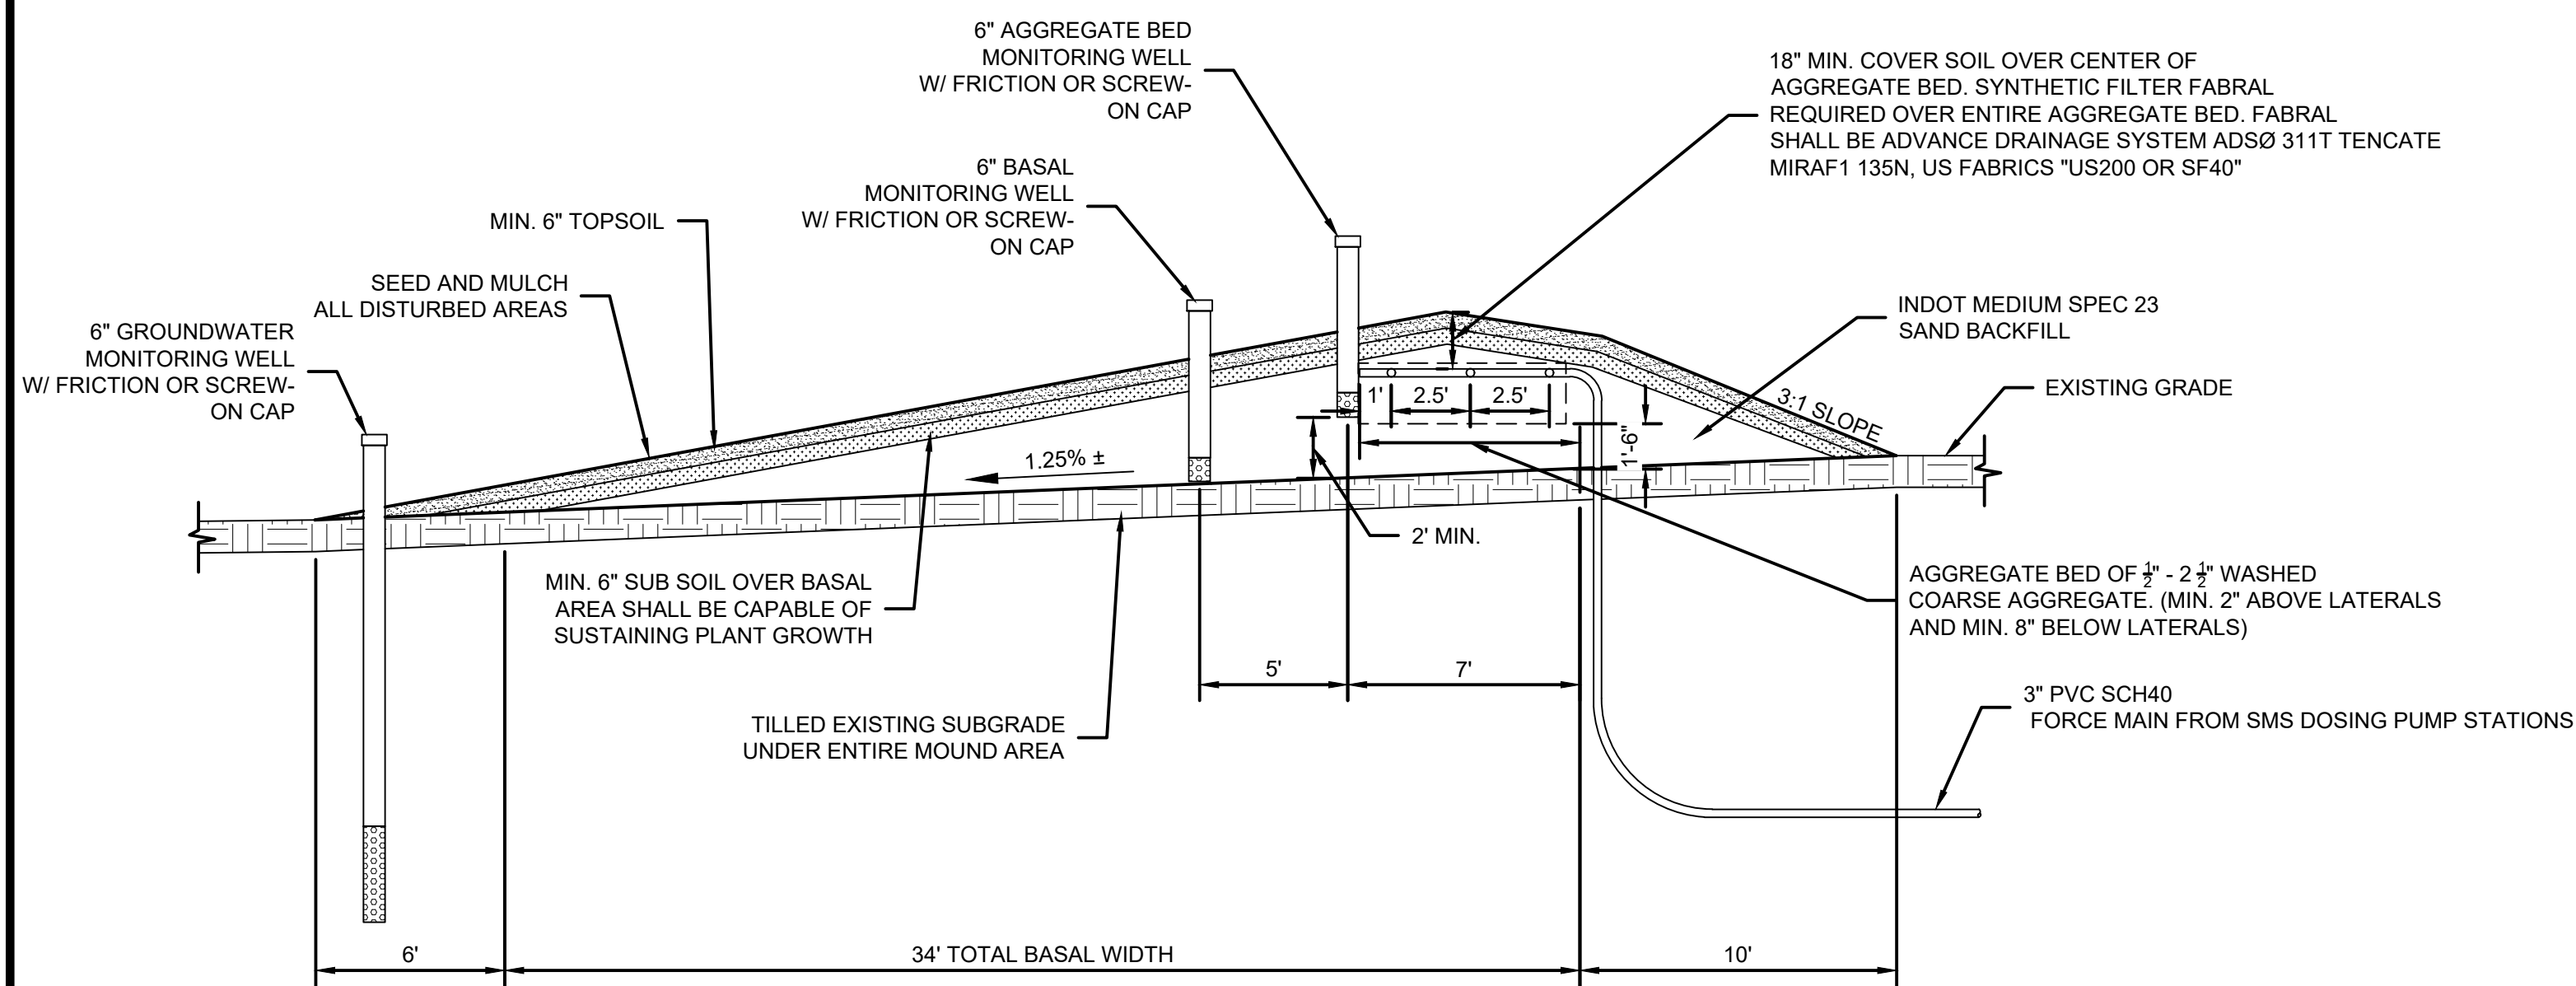 6" AGGREGATE BED
MONITORING WELL
W/ FRICTION OR SCREW-
ON CAP
18" MIN. COVER SOIL OVER CENTER OF
AGGREGATE BED. SYNTHETIC FILTER FABRAL
REQUIRED OVER ENTIRE AGGREGATE BED. FABRAL
SHALL BE ADVANCE DRAINAGE SYSTEM ADSØ 311T TENCATE
MIRAF1 135N, US FABRICS "US200 OR SF40"
6" BASAL
MONITORING WELL
W/ FRICTION OR SCREW-
ON CAP
MIN. 6" TOPSOIL
SEED AND MULCH
ALL DISTURBED AREAS
6" GROUNDWATER
MONITORING WELL
W/ FRICTION OR SCREW-
ON CAP
INDOT MEDIUM SPEC 23
SAND BACKFILL
EXISTING GRADE
3:1 SLOPE
1' 2.5' 2.5'
1'-6"
1.25% ±
2' MIN.
MIN. 6" SUB SOIL OVER BASAL
AREA SHALL BE CAPABLE OF
SUSTAINING PLANT GROWTH
AGGREGATE BED OF 1/2" - 2 1/2" WASHED
COARSE AGGREGATE. (MIN. 2" ABOVE LATERALS
AND MIN. 8" BELOW LATERALS)
5' 7'
TILLED EXISTING SUBGRADE
UNDER ENTIRE MOUND AREA
3" PVC SCH40
FORCE MAIN FROM SMS DOSING PUMP STATIONS
6' 34' TOTAL BASAL WIDTH 10'